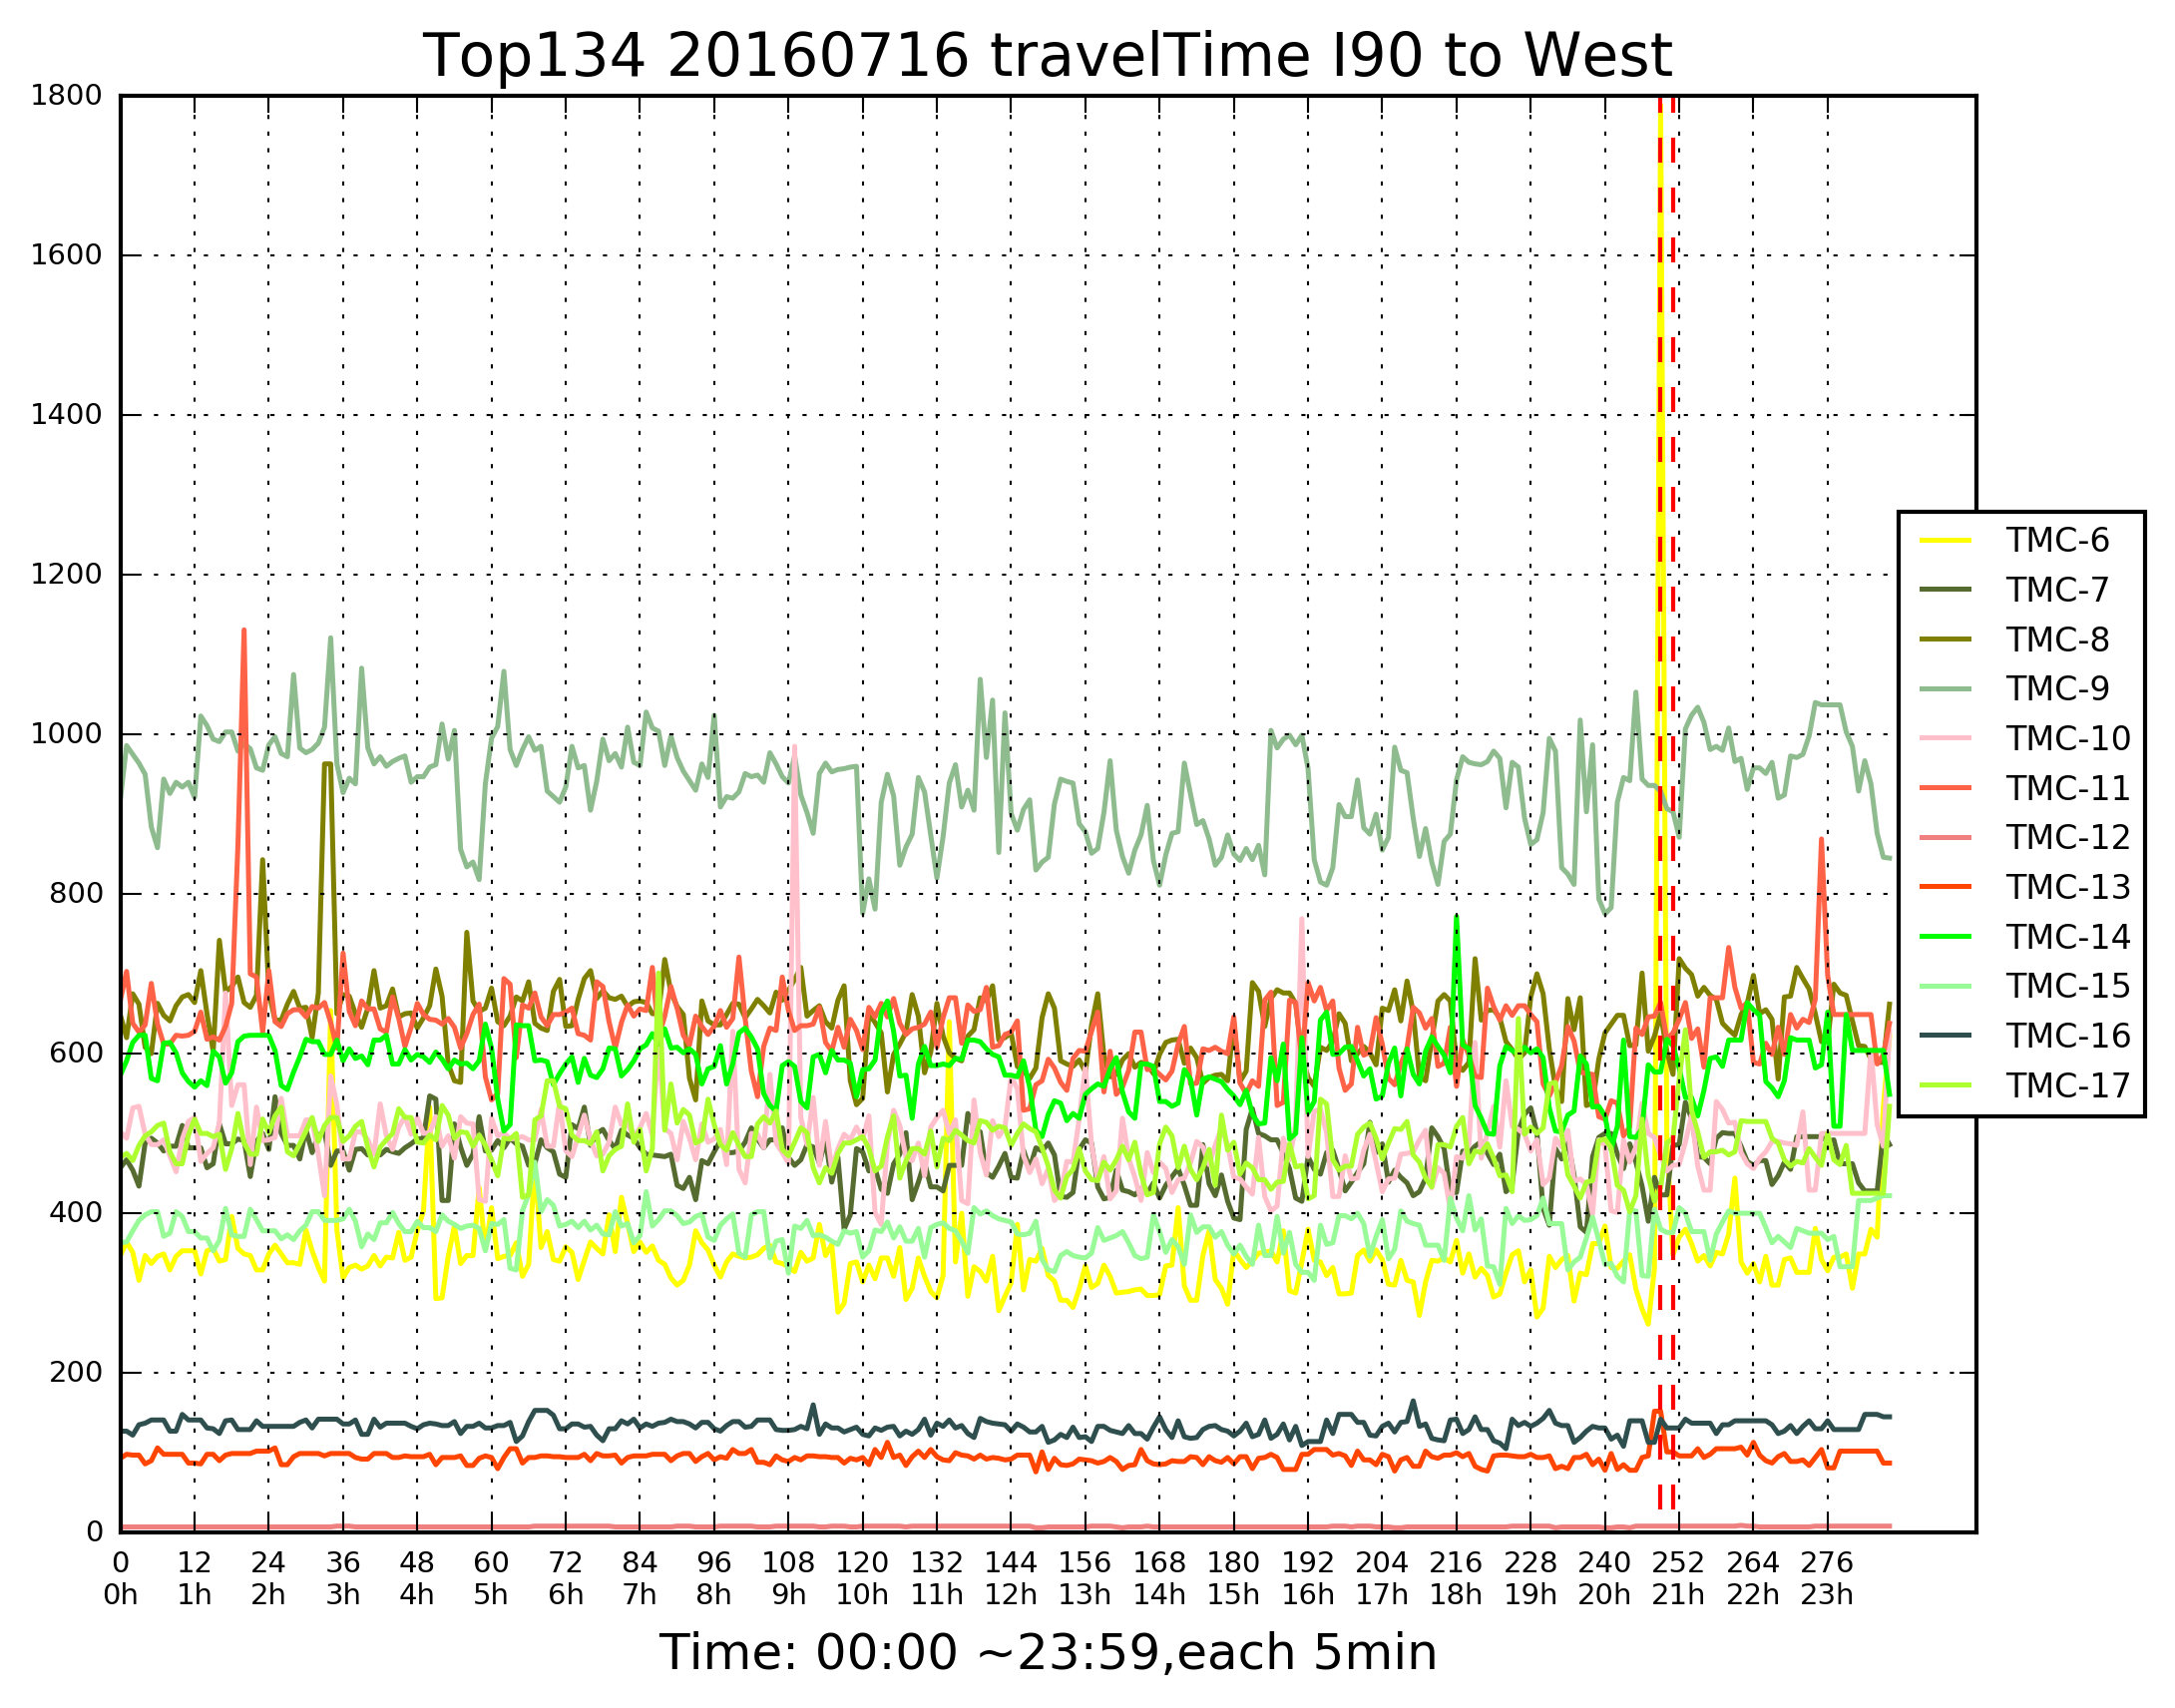 Top134 20160716 travelTime I90 to West
1800
1600
1400
1200
1000
800
600
400
200
0
TMC-6
TMC-7
TMC-8
TMC-9
TMC-10
TMC-11
TMC-12
TMC-13
TMC-14
TMC-15
TMC-16
TMC-17
0 12 24 36 48 60 72 84 96 108 120 132 144 156 168 180 192 204 216 228 240 252 264 276
0h 1h 2h 3h 4h 5h 6h 7h 8h 9h 10h 11h 12h 13h 14h 15h 16h 17h 18h 19h 20h 21h 22h 23h
Time: 00:00 ~23:59,each 5min